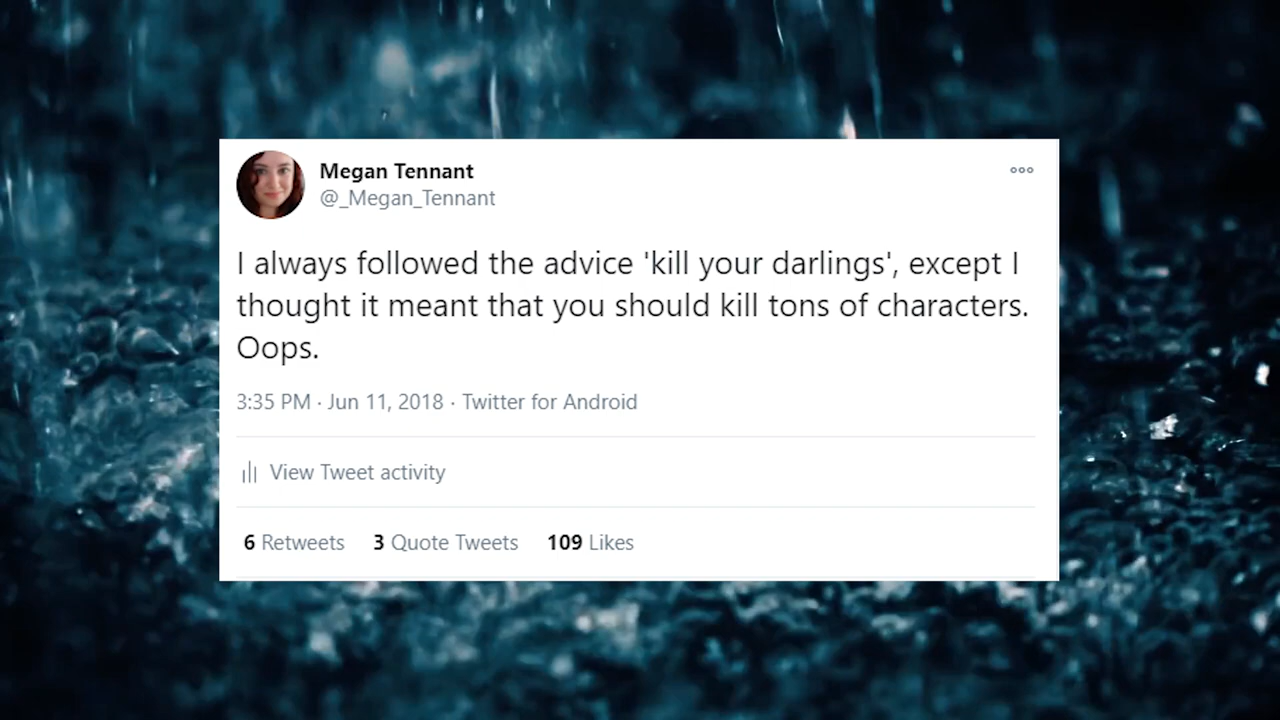 Megan Tennant
@_Megan_Tennant
I always followed the advice 'kill your darlings', except I
thought it meant that you should kill tons of characters.
Oops.
3:35 PM · Jun 11, 2018 · Twitter for Android
View Tweet activity
6 Retweets 3 Quote Tweets 109 Likes